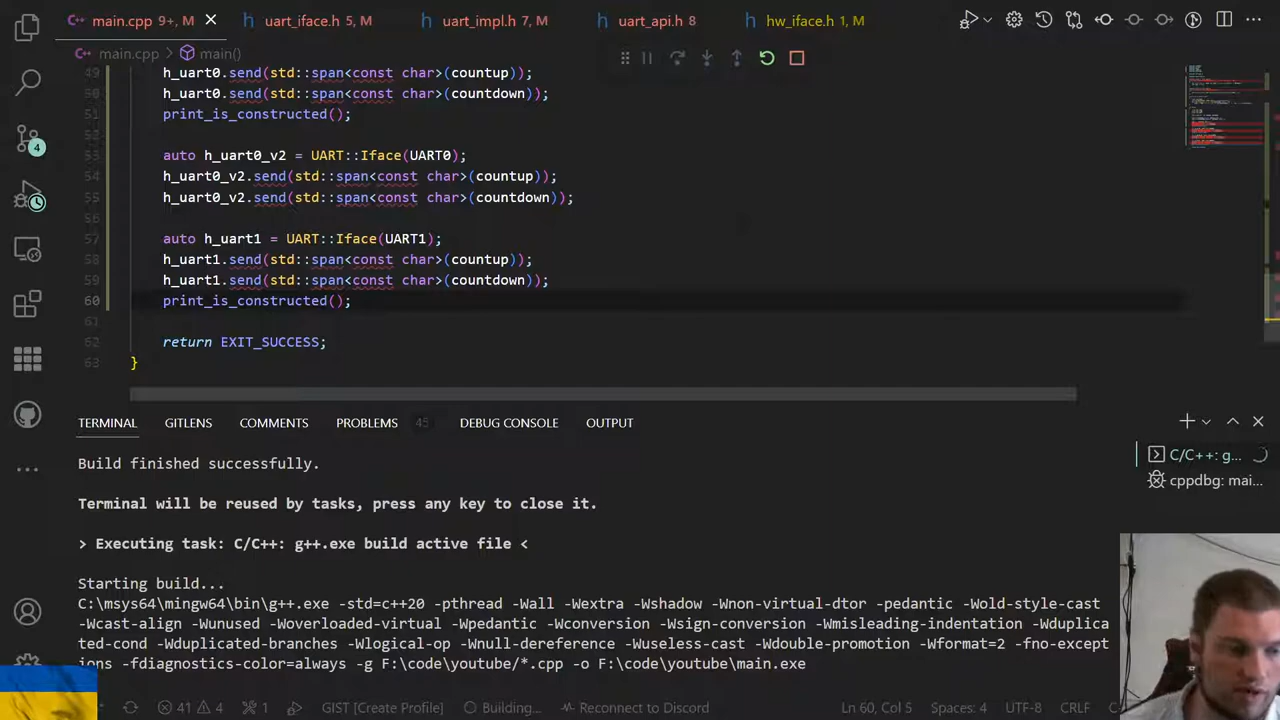 main.cpp 9+, M
uart_iface.h 5, M
uart_impl.h 7, M
uart_api.h 8
hw_iface.h 1, M
main.cpp > main()
49 h_uart0.send(std::span<const char>(countup));
50 h_uart0.send(std::span<const char>(countdown));
51 print_is_constructed();
52
53 auto h_uart0_v2 = UART::Iface(UART0);
54 h_uart0_v2.send(std::span<const char>(countup));
55 h_uart0_v2.send(std::span<const char>(countdown));
56
57 auto h_uart1 = UART::Iface(UART1);
58 h_uart1.send(std::span<const char>(countup));
59 h_uart1.send(std::span<const char>(countdown));
60 print_is_constructed();
61
62 return EXIT_SUCCESS;
63 }
TERMINAL GITLENS COMMENTS PROBLEMS 45 DEBUG CONSOLE OUTPUT
Build finished successfully.
C/C++: g...
cppdbg: mai...
Terminal will be reused by tasks, press any key to close it.
> Executing task: C/C++: g++.exe build active file <
Starting build...
C:\msys64\mingw64\bin\g++.exe -std=c++20 -pthread -Wall -Wextra -Wshadow -Wnon-virtual-dtor -pedantic -Wold-style-cast
-Wcast-align -Wunused -Woverloaded-virtual -Wpedantic -Wconversion -Wsign-conversion -Wmisleading-indentation -Wduplica
ted-cond -Wduplicated-branches -Wlogical-op -Wnull-dereference -Wuseless-cast -Wdouble-promotion -Wformat=2 -fno-except
ions -fdiagnostics-color=always -g F:\code\youtube/*.cpp -o F:\code\youtube\main.exe
41 4 1 GIST [Create Profile] Building... Reconnect to Discord Ln 60, Col 5 Spaces: 4 UTF-8 CRLF
4